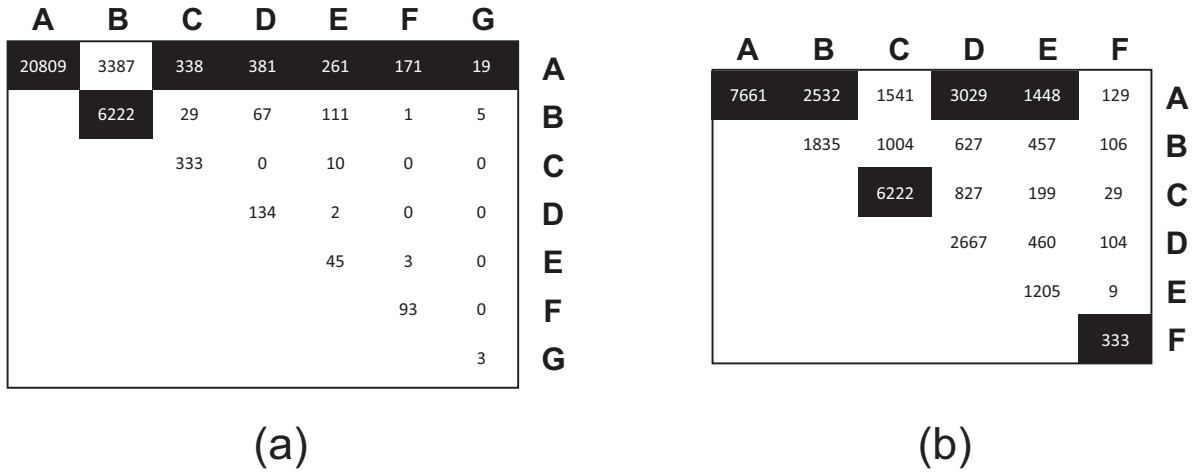 A B C D E F G
20809 3387 338 381 261 171 19 A
6222 29 67 111 1 5 B
333 0 10 0 0 C
134 2 0 0 D
45 3 0 E
93 0 F
3 G
(a)
A B C D E F
7661 2532 1541 3029 1448 129 A
1835 1004 627 457 106 B
6222 827 199 29 C
2667 460 104 D
1205 9 E
333 F
(b)